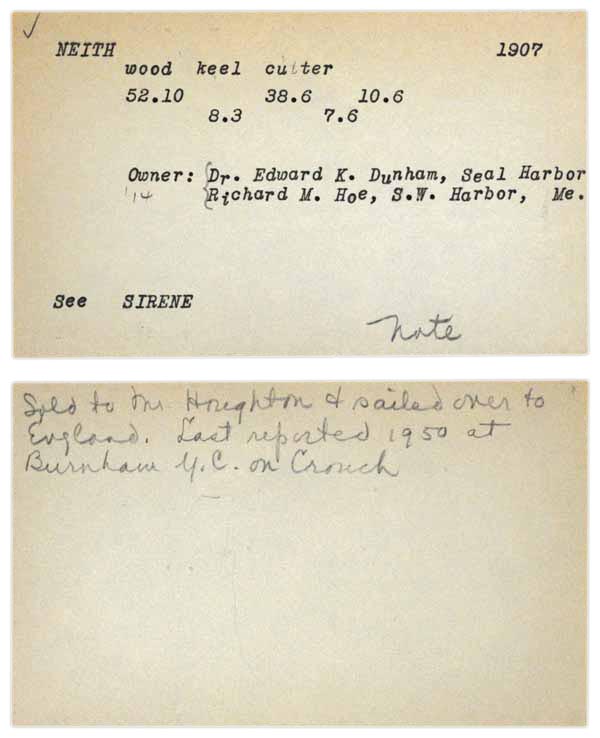 NEITH 1907
wood keel cutter
52.10 38.6 10.6
8.3 7.6
Owner: {Dr. Edward K. Dunham, Seal Harbor
'14 {Richard M. Hoe, S.W. Harbor, Me.
See SIRENE
Note
Sold to Mr. Houghton & sailed over to
England. Last reported 1950 at
Burnham Y.C. on Crouch